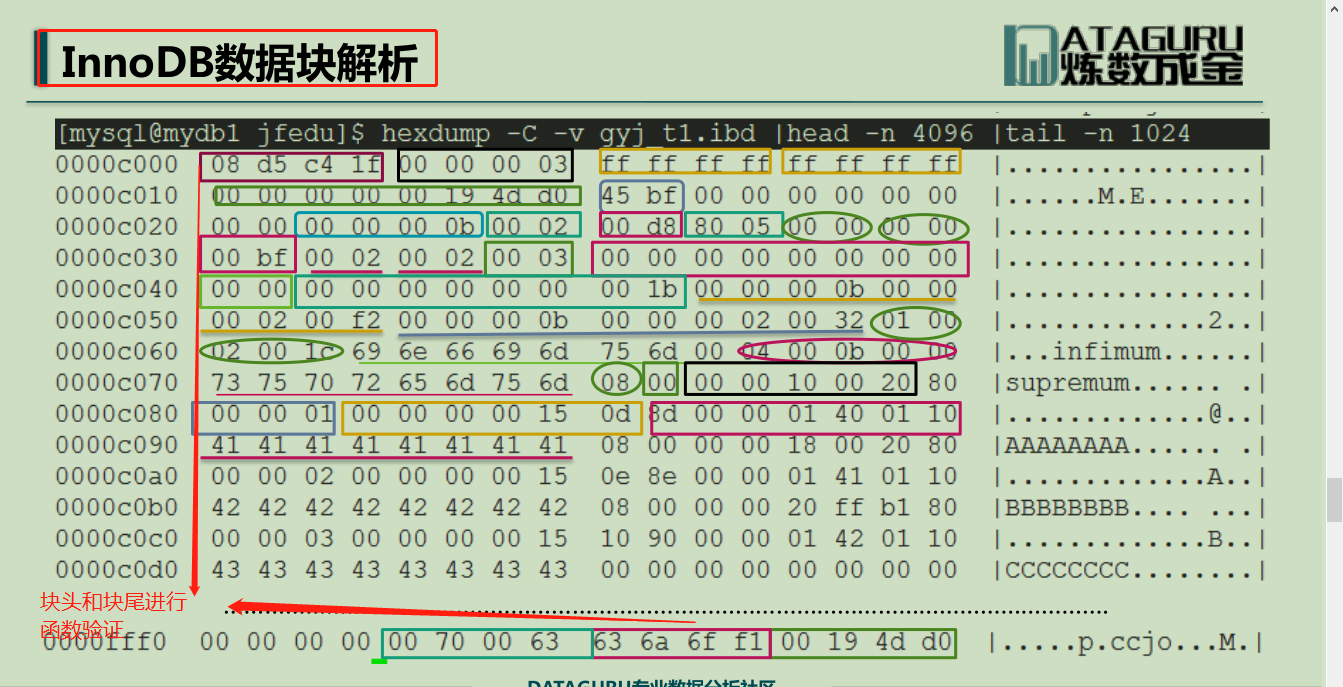 InnoDB数据块解析
DATAGURU
炼数成金
[mysql@mydb1 jfedu]$ hexdump -C -v gyj_t1.ibd |head -n 4096 |tail -n 1024
0000c000 08 d5 c4 1f 00 00 00 03 ff ff ff ff ff ff ff ff |................|
0000c010 00 00 00 00 00 19 4d d0 45 bf 00 00 00 00 00 00 |......M.E.......|
0000c020 00 00 00 00 00 0b 00 02 00 d8 80 05 00 00 00 00 |................|
0000c030 00 bf 00 02 00 02 00 03 00 00 00 00 00 00 00 00 |................|
0000c040 00 00 00 00 00 00 00 00 00 1b 00 00 00 0b 00 00 |................|
0000c050 00 02 00 f2 00 00 00 0b 00 00 00 02 00 32 01 00 |.............2..|
0000c060 02 00 1c 69 6e 66 69 6d 75 6d 00 04 00 0b 00 00 |...infimum......|
0000c070 73 75 70 72 65 6d 75 6d 08 00 00 00 10 00 20 80 |supremum...... .|
0000c080 00 00 01 00 00 00 00 15 0d 8d 00 00 01 40 01 10 |.............@..|
0000c090 41 41 41 41 41 41 41 41 08 00 00 00 18 00 20 80 |AAAAAAAA...... .|
0000c0a0 00 00 02 00 00 00 00 15 0e 8e 00 00 01 41 01 10 |.............A..|
0000c0b0 42 42 42 42 42 42 42 42 08 00 00 00 20 ff b1 80 |BBBBBBBB.... ...|
0000c0c0 00 00 03 00 00 00 00 15 10 90 00 00 01 42 01 10 |.............B..|
0000c0d0 43 43 43 43 43 43 43 43 00 00 00 00 00 00 00 00 |CCCCCCCC........|
块头和块尾进行
函数验证
0000fff0 00 00 00 00 00 70 00 63 63 6a 6f f1 00 19 4d d0 |.....p.ccjo...M.|
DATAGURU专业数据分析社区